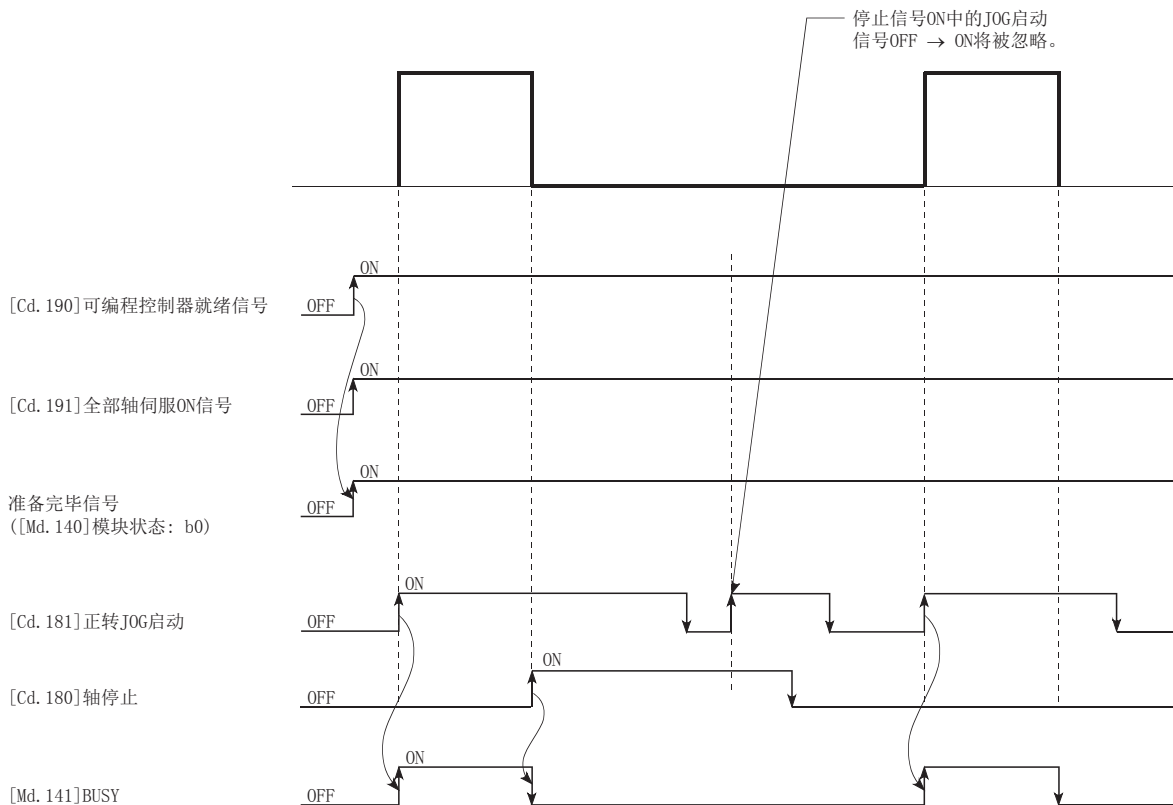 停止信号ON中的JOG启动
信号OFF → ON将被忽略。
ON
[Cd.190]可编程控制器就绪信号 OFF
ON
[Cd.191]全部轴伺服ON信号 OFF
ON
准备完毕信号
([Md.140]模块状态: b0) OFF
ON
[Cd.181]正转JOG启动 OFF
ON
[Cd.180]轴停止 OFF
ON
[Md.141]BUSY OFF